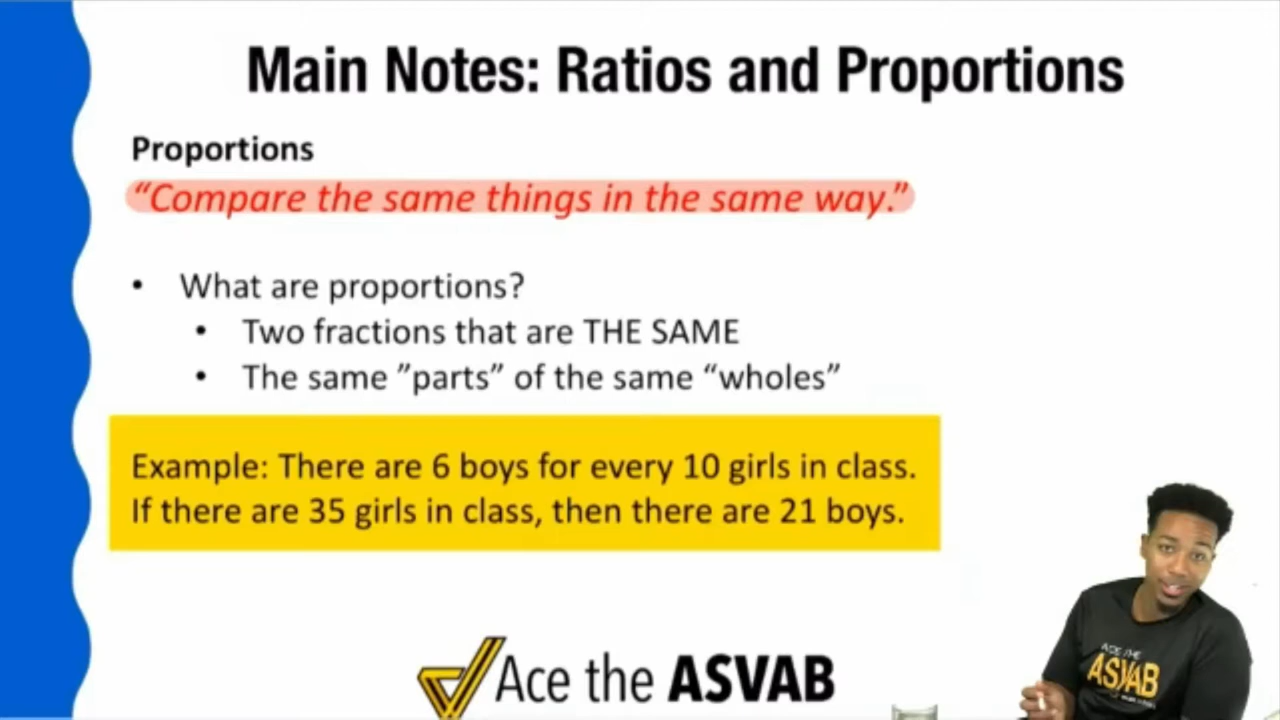 Main Notes: Ratios and Proportions
Proportions
“Compare the same things in the same way.”
• What are proportions?
• Two fractions that are THE SAME
• The same ”parts” of the same “wholes”
Example: There are 6 boys for every 10 girls in class.
If there are 35 girls in class, then there are 21 boys.
Ace the ASVAB
ACE THE
ASVAB